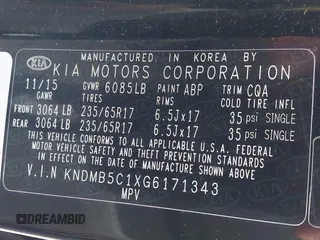 MANUFACTURED IN KOREA BY
KIA KIA MOTORS CORPORATION
11/15 GVWR 6085LB PAINT ABP TRIM CQA
GAWR TIRES RIMS COLD TIRE INFL.
FRONT 3064 LB 235/65R17 6.5Jx17 35 psi SINGLE
REAR 3064 LB 235/65R17 6.5Jx17 35 psi SINGLE
THIS VEHICLE CONFORMS TO ALL APPLICABLE U.S.A. FEDERAL
MOTOR VEHICLE SAFETY AND THEFT PREVENTION STANDARDS
IN EFFECT ON THE DATE OF MANUFACTURE SHOWN ABOVE.
V.I.N KNDMB5C1XG6171343
MPV
DREAMBID